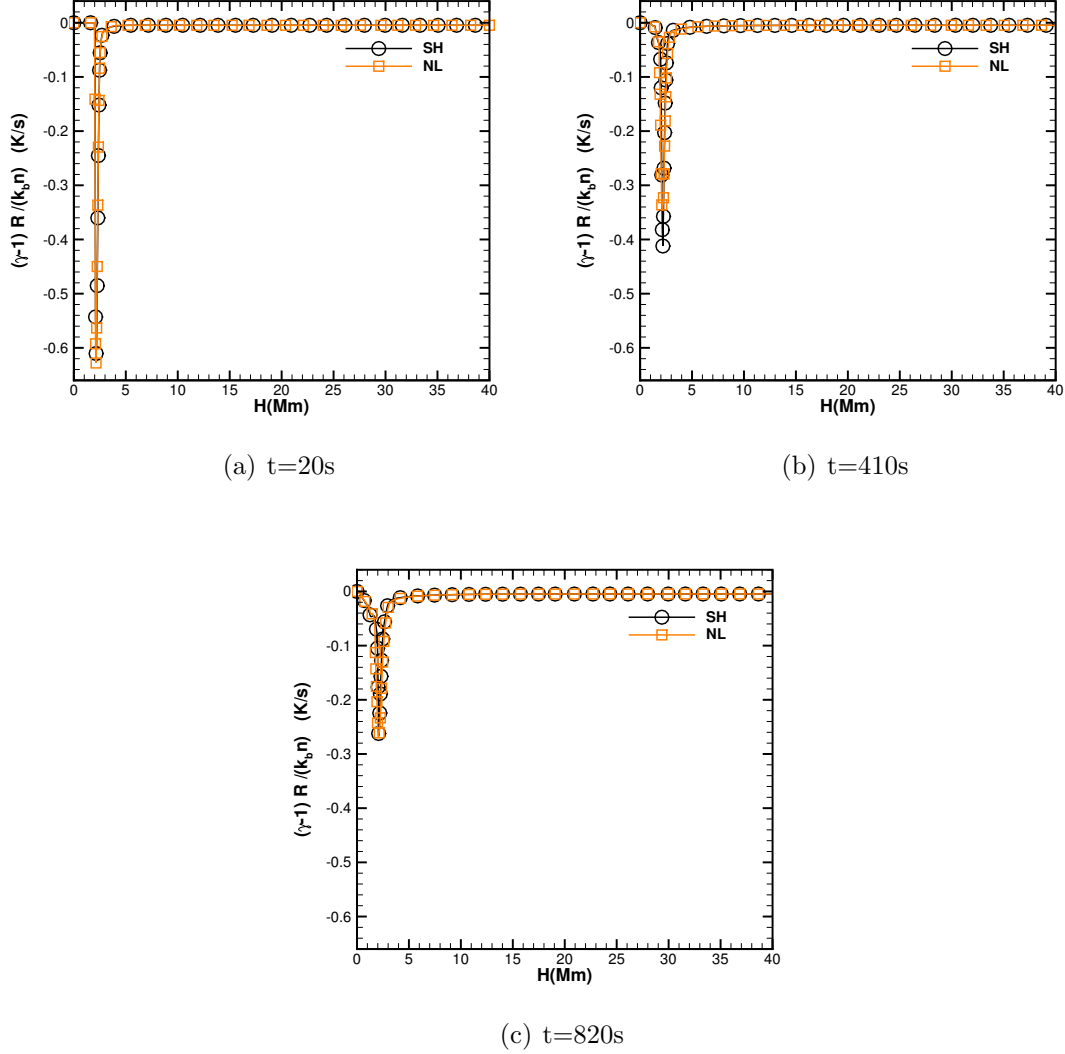 0
-0.1
-0.2
-0.3
-0.4
-0.5
-0.6
(γ-1) R /(k_b n) (K/s)
SH
NL
0 5 10 15 20 25 30 35 40
H(Mm)
(a) t=20s
0
-0.1
-0.2
-0.3
-0.4
-0.5
-0.6
(γ-1) R /(k_b n) (K/s)
SH
NL
0 5 10 15 20 25 30 35 40
H(Mm)
(b) t=410s
0
-0.1
-0.2
-0.3
-0.4
-0.5
-0.6
(γ-1) R /(k_b n) (K/s)
SH
NL
0 5 10 15 20 25 30 35 40
H(Mm)
(c) t=820s